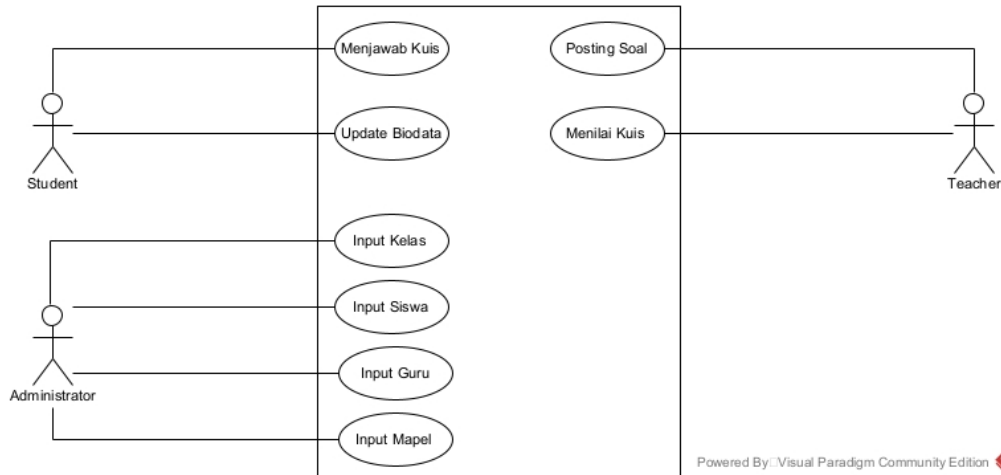 Menjawab Kuis
Posting Soal
Update Biodata
Menilai Kuis
Student
Teacher
Input Kelas
Input Siswa
Input Guru
Administrator
Input Mapel
Powered By Visual Paradigm Community Edition